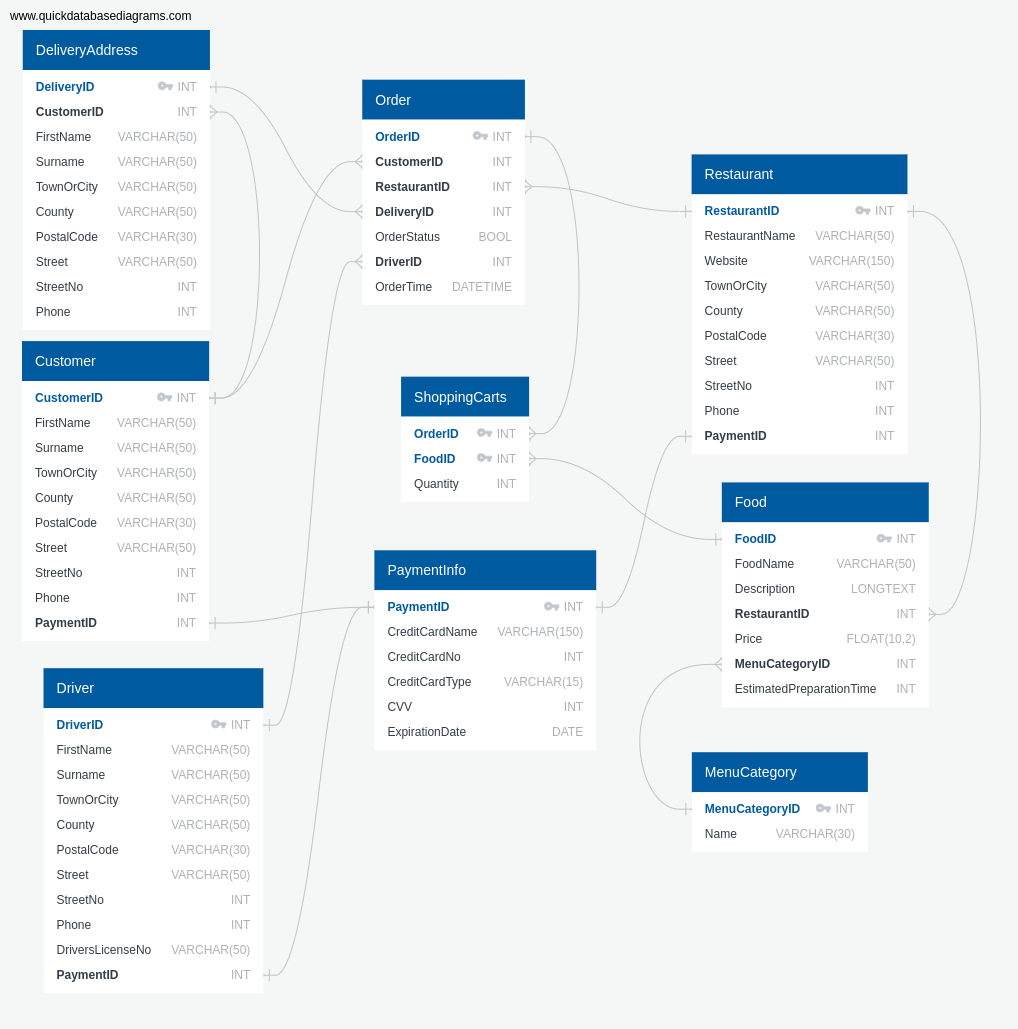 www.quickdatabasediagrams.com
DeliveryAddress
DeliveryID INT
CustomerID INT
FirstName VARCHAR(50)
Surname VARCHAR(50)
TownOrCity VARCHAR(50)
County VARCHAR(50)
PostalCode VARCHAR(30)
Street VARCHAR(50)
StreetNo INT
Phone INT
Customer
CustomerID INT
FirstName VARCHAR(50)
Surname VARCHAR(50)
TownOrCity VARCHAR(50)
County VARCHAR(50)
PostalCode VARCHAR(30)
Street VARCHAR(50)
StreetNo INT
Phone INT
PaymentID INT
Driver
DriverID INT
FirstName VARCHAR(50)
Surname VARCHAR(50)
TownOrCity VARCHAR(50)
County VARCHAR(50)
PostalCode VARCHAR(30)
Street VARCHAR(50)
StreetNo INT
Phone INT
DriversLicenseNo VARCHAR(50)
PaymentID INT
Order
OrderID INT
CustomerID INT
RestaurantID INT
DeliveryID INT
OrderStatus BOOL
DriverID INT
OrderTime DATETIME
ShoppingCarts
OrderID INT
FoodID INT
Quantity INT
PaymentInfo
PaymentID INT
CreditCardName VARCHAR(150)
CreditCardNo INT
CreditCardType VARCHAR(15)
CVV INT
ExpirationDate DATE
Restaurant
RestaurantID INT
RestaurantName VARCHAR(50)
Website VARCHAR(150)
TownOrCity VARCHAR(50)
County VARCHAR(50)
PostalCode VARCHAR(30)
Street VARCHAR(50)
StreetNo INT
Phone INT
PaymentID INT
Food
FoodID INT
FoodName VARCHAR(50)
Description LONGTEXT
RestaurantID INT
Price FLOAT(10,2)
MenuCategoryID INT
EstimatedPreparationTime INT
MenuCategory
MenuCategoryID INT
Name VARCHAR(30)